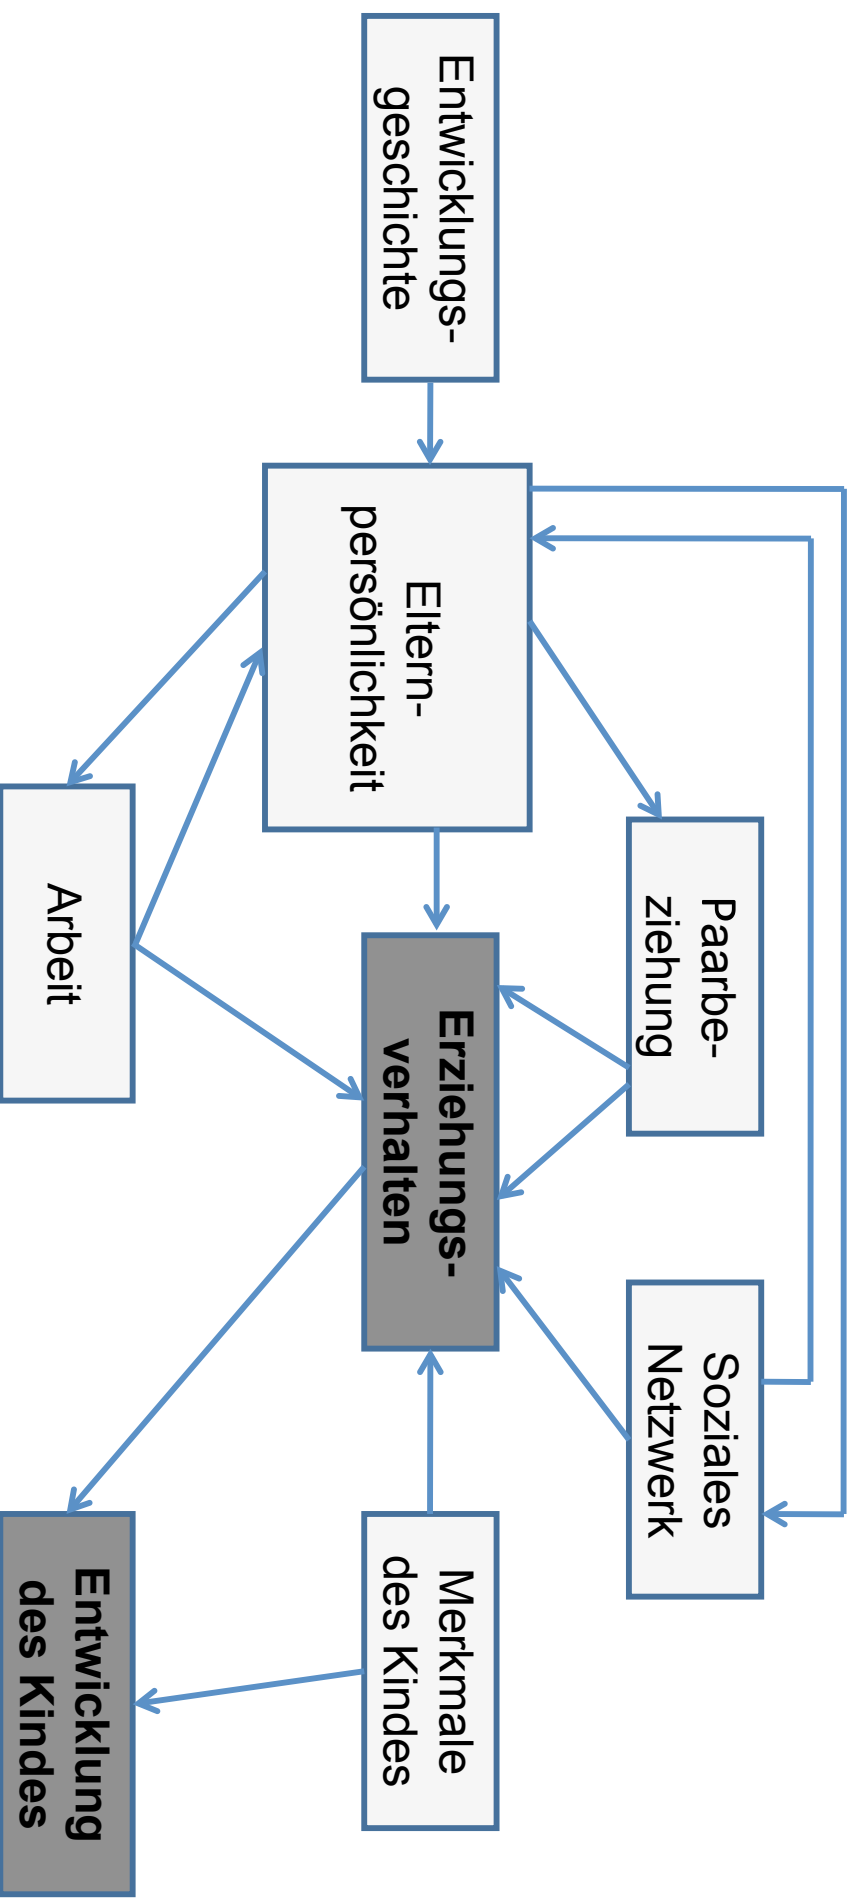 Entwicklungs-
geschichte
Eltern-
persönlichkeit
Paarbe-
ziehung
Soziales
Netzwerk
Erziehungs-
verhalten
Merkmale
des Kindes
Arbeit
Entwicklung
des Kindes